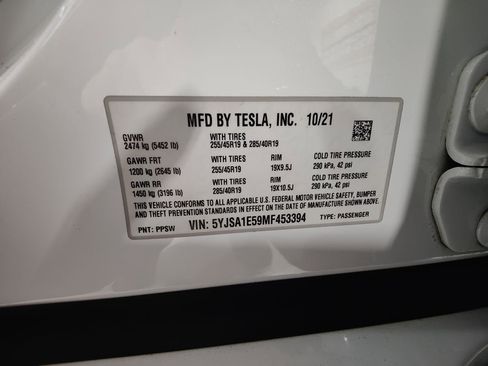 MFD BY TESLA, INC. 10/21
GVWR
2474 kg (5452 lb)
WITH TIRES
255/45R19 & 285/40R19
GAWR FRT
1200 kg (2645 lb)
WITH TIRES
255/45R19
RIM
19X9.5J
COLD TIRE PRESSURE
290 kPa, 42 psi
GAWR RR
1450 kg (3196 lb)
WITH TIRES
285/40R19
RIM
19X10.5J
COLD TIRE PRESSURE
290 kPa, 42 psi
THIS VEHICLE CONFORMS TO ALL APPLICABLE U.S. FEDERAL MOTOR VEHICLE SAFETY, BUMPER
AND THEFT PREVENTION STANDARDS IN EFFECT ON THE DATE OF MANUFACTURE SHOWN ABOVE.
PNT: PPSW
VIN: 5YJSA1E59MF453394
TYPE: PASSENGER